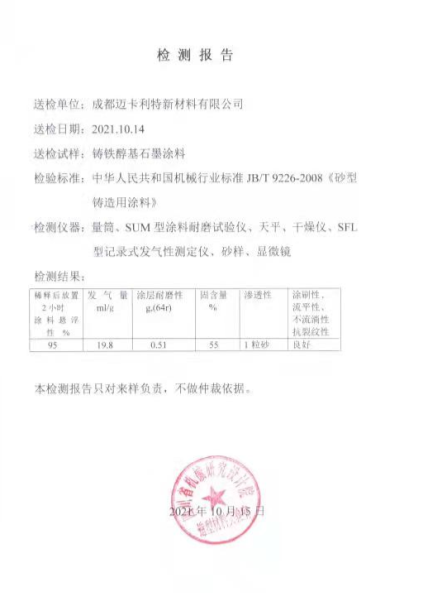 检测报告
送检单位：成都迈卡利特新材料有限公司
送检日期：2021.10.14
送检试样：铸铁醇基石墨涂料
检验标准：中华人民共和国机械行业标准 JB/T 9226-2008《砂型
铸造用涂料》
检测仪器：量筒、SUM 型涂料耐磨试验仪、天平、干燥仪、SFL
型记录式发气性测定仪、砂样、显微镜
检测结果：
稀释后放置
2 小时
涂料悬浮
性 %
发气量
ml/g
涂层耐磨性
g,(64r)
固含量
%
渗透性
涂刷性、
流平性、
不流淌性
抗裂纹性
95 19.8 0.51 55 1 粒砂 良好
本检测报告只对来样负责，不做仲裁依据。
2021 年 10 月 15 日